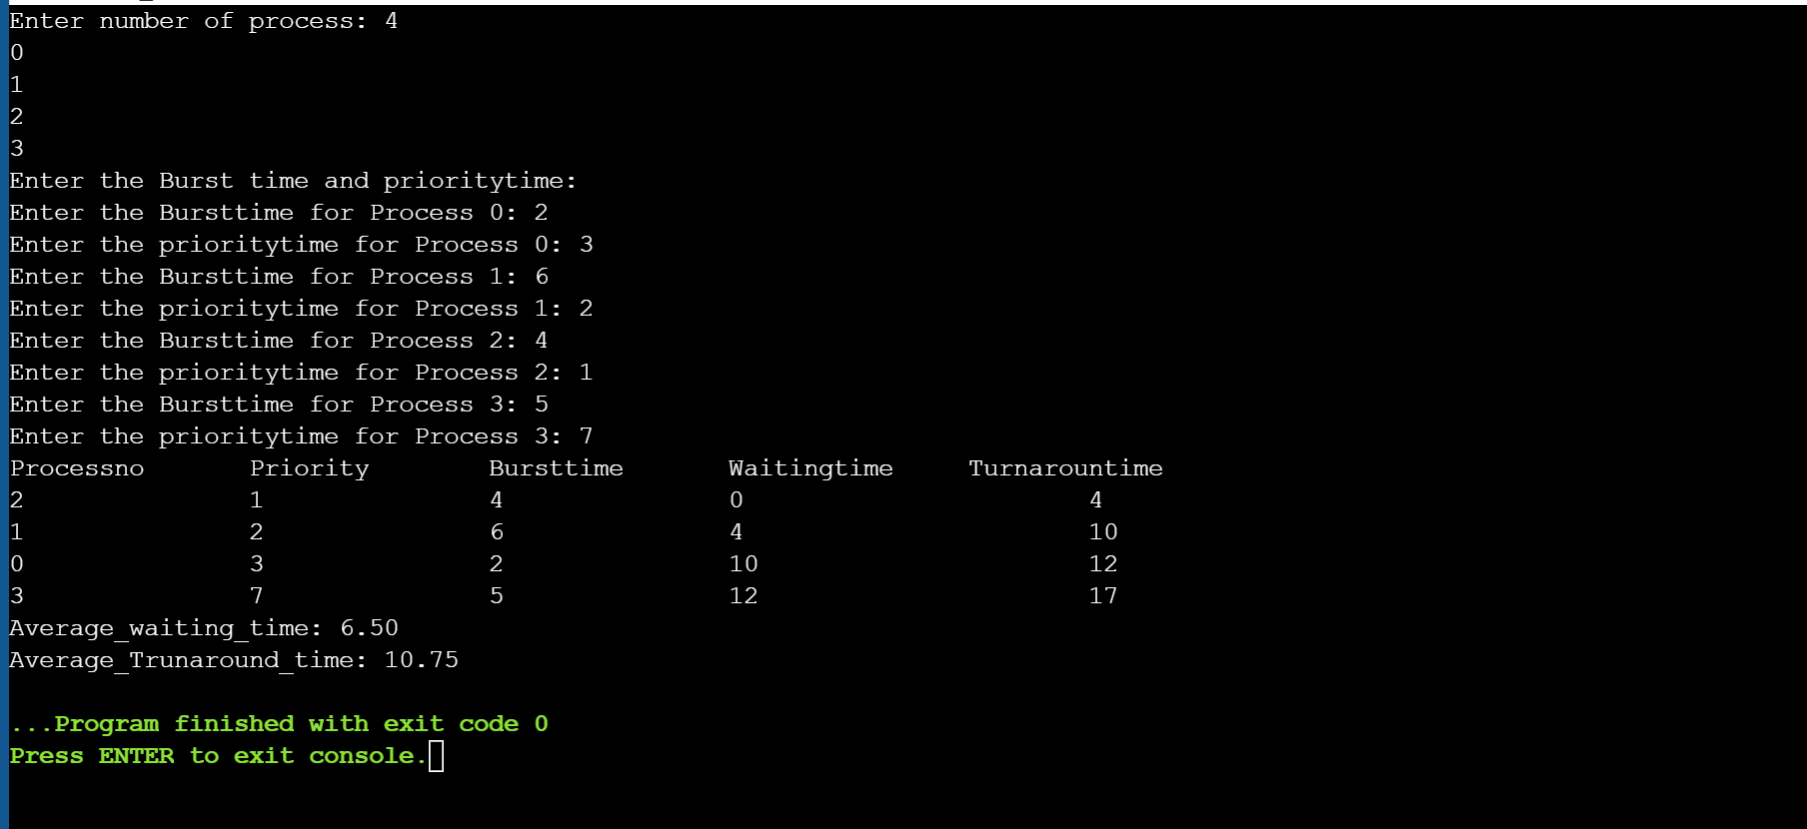 Enter number of process: 4
0
1
2
3
Enter the Burst time and prioritytime:
Enter the Bursttime for Process 0: 2
Enter the prioritytime for Process 0: 3
Enter the Bursttime for Process 1: 6
Enter the prioritytime for Process 1: 2
Enter the Bursttime for Process 2: 4
Enter the prioritytime for Process 2: 1
Enter the Bursttime for Process 3: 5
Enter the prioritytime for Process 3: 7
Processno Priority Bursttime Waitingtime Turnarountime
2 1 4 0 4
1 2 6 4 10
0 3 2 10 12
3 7 5 12 17
Average_waiting_time: 6.50
Average_Trunaround_time: 10.75
...Program finished with exit code 0
Press ENTER to exit console.